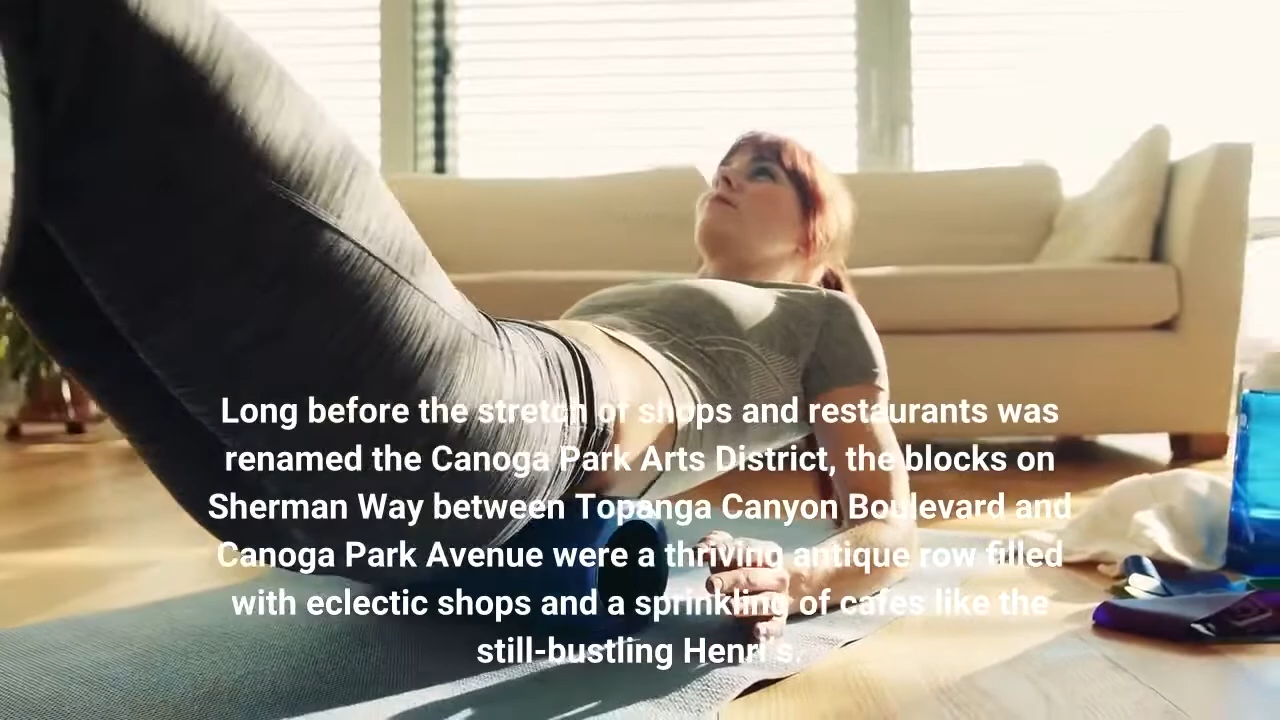 Long before the stretch of shops and restaurants was
renamed the Canoga Park Arts District, the blocks on
Sherman Way between Topanga Canyon Boulevard and
Canoga Park Avenue were a thriving antique row filled
with eclectic shops and a sprinkling of cafes like the
still-bustling Henri's.